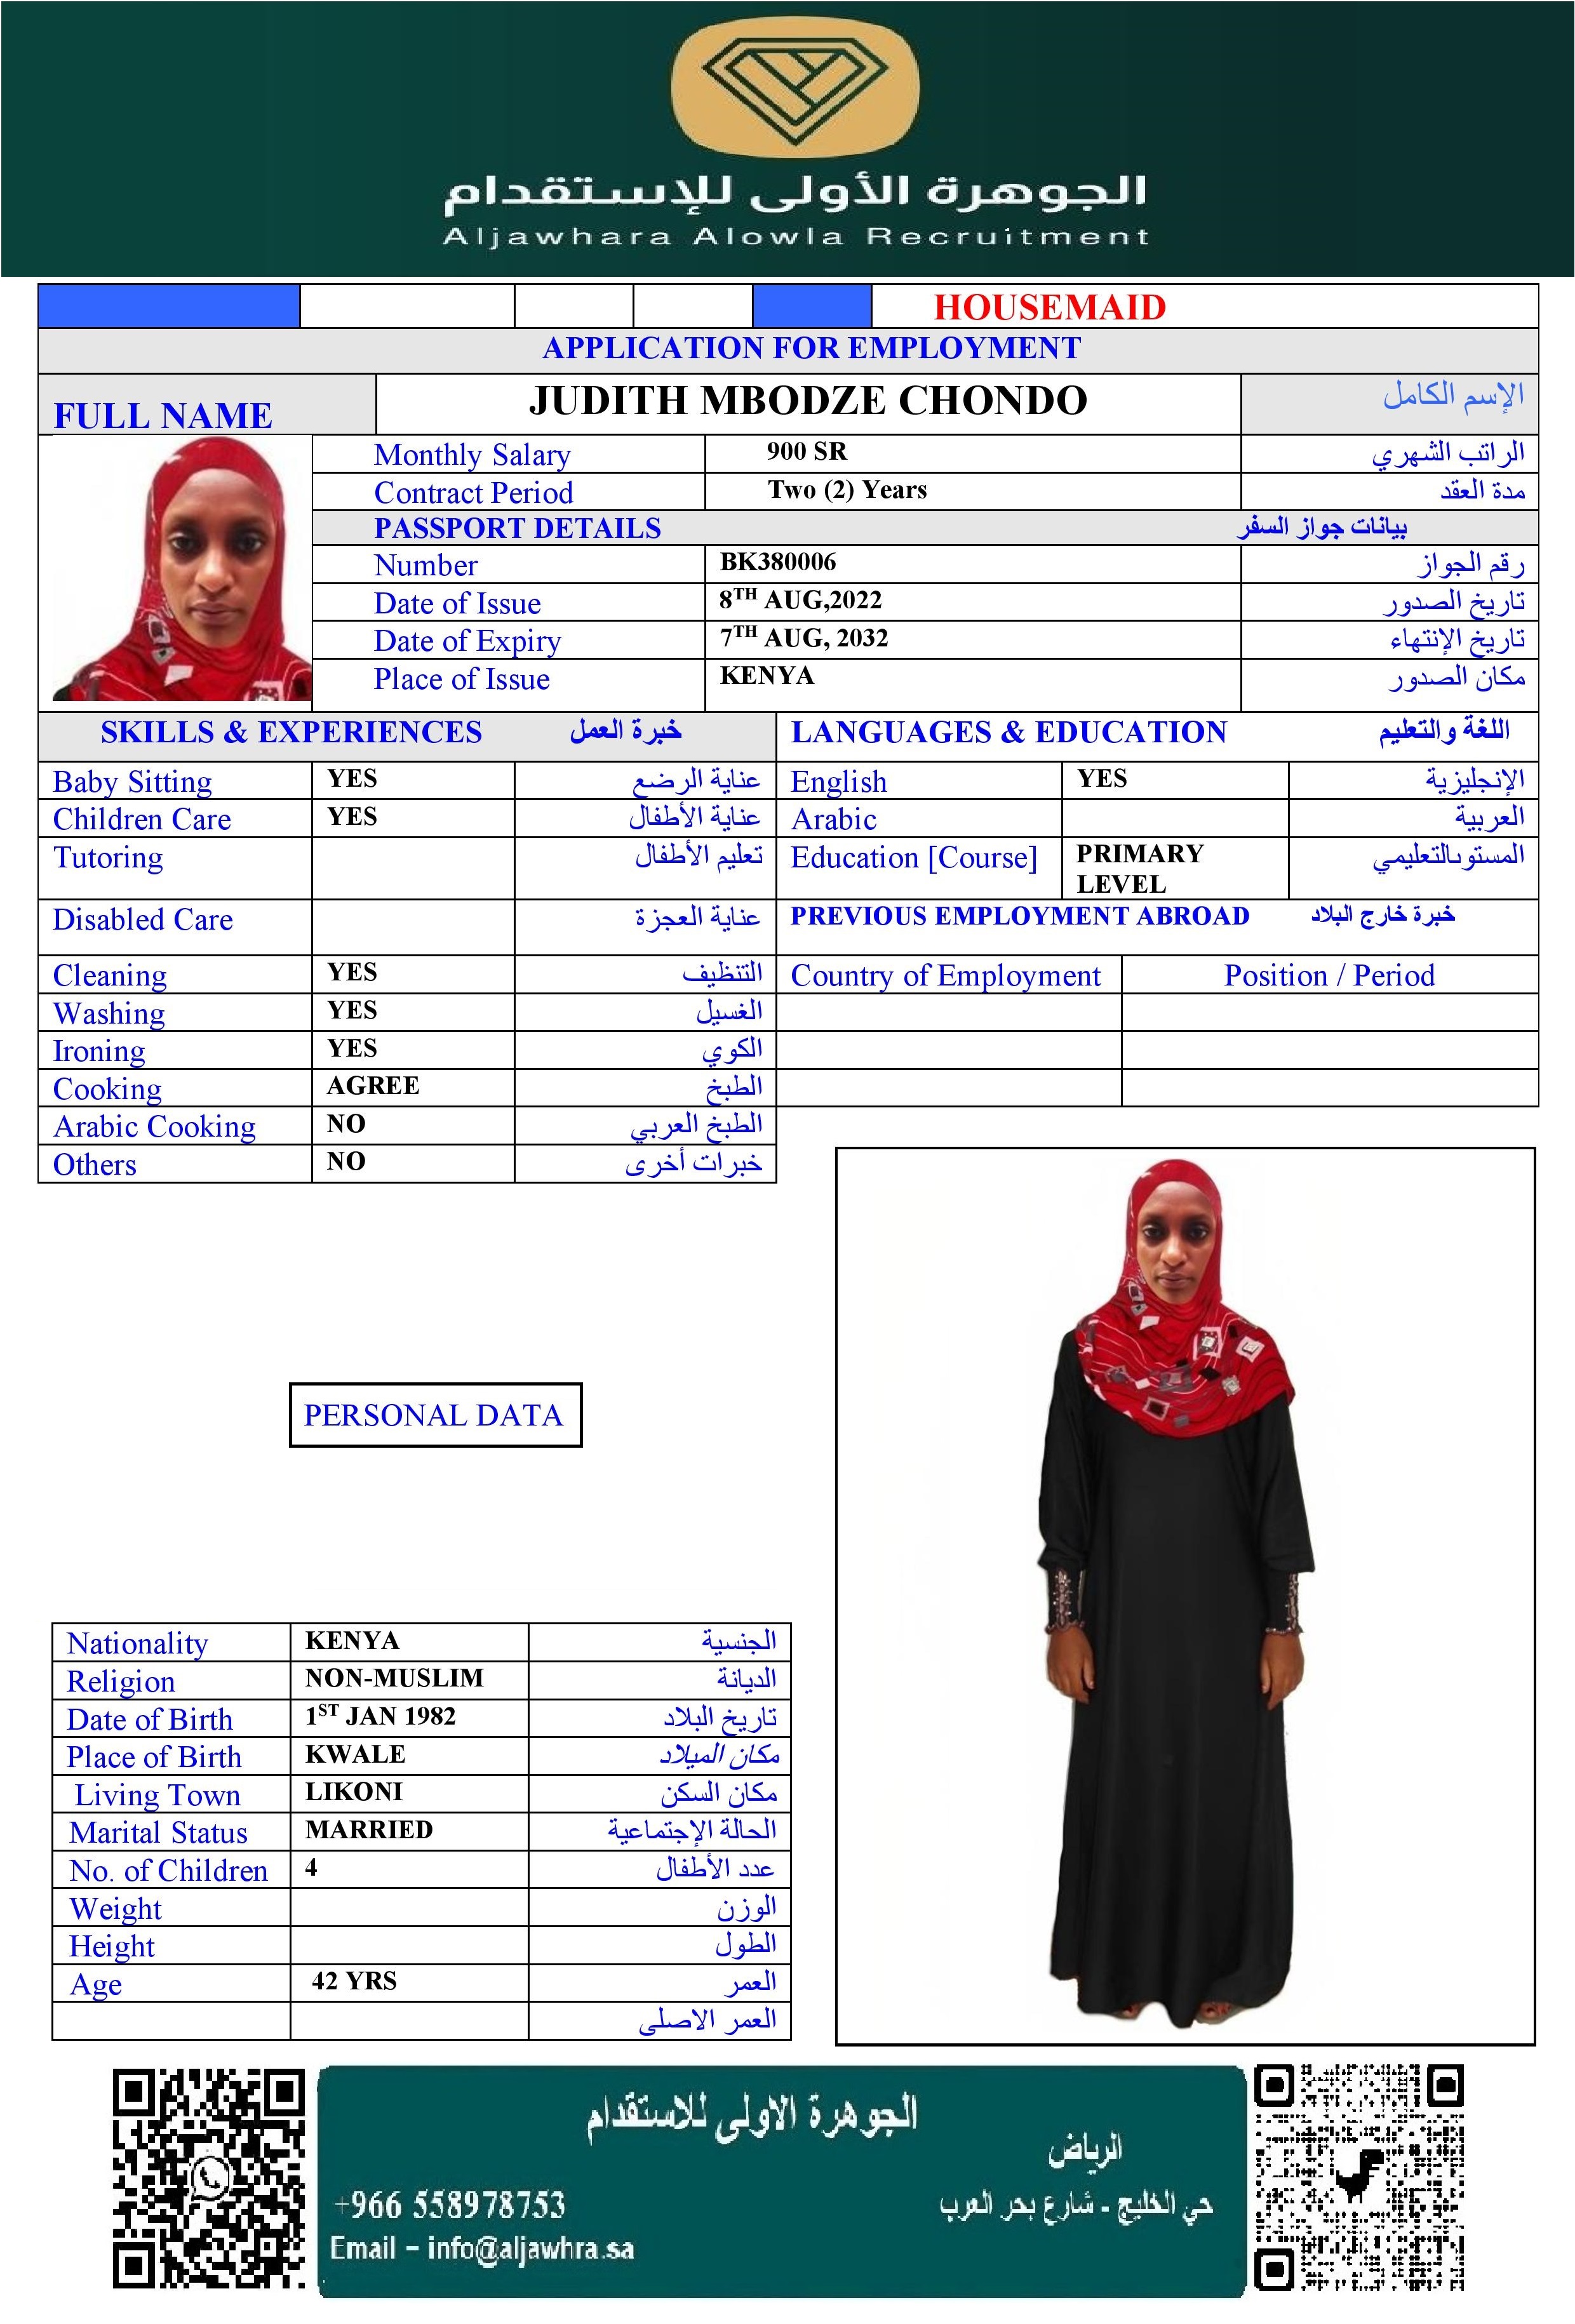 الجوهرة الأولى للإستقدام
Aljawhara Alowla Recruitment
HOUSEMAID
APPLICATION FOR EMPLOYMENT
FULL NAME JUDITH MBODZE CHONDO الإسم الكامل
Monthly Salary 900 SR الراتب الشهري
Contract Period Two (2) Years مدة العقد
PASSPORT DETAILS بيانات جواز السفر
Number BK380006 رقم الجواز
Date of Issue 8TH AUG,2022 تاريخ الصدور
Date of Expiry 7TH AUG, 2032 تاريخ الإنتهاء
Place of Issue KENYA مكان الصدور
SKILLS & EXPERIENCES خبرة العمل
Baby Sitting YES عناية الرضع
Children Care YES عناية الأطفال
Tutoring تعليم الأطفال
Disabled Care عناية العجزة
Cleaning YES التنظيف
Washing YES الغسيل
Ironing YES الكوي
Cooking AGREE الطبخ
Arabic Cooking NO الطبخ العربي
Others NO خبرات أخرى
LANGUAGES & EDUCATION اللغة والتعليم
English YES الإنجليزية
Arabic العربية
Education [Course] PRIMARY LEVEL المستوىالتعليمي
PREVIOUS EMPLOYMENT ABROAD خبرة خارج البلاد
Country of Employment Position / Period
PERSONAL DATA
Nationality KENYA الجنسية
Religion NON-MUSLIM الديانة
Date of Birth 1ST JAN 1982 تاريخ البلاد
Place of Birth KWALE مكان الميلاد
Living Town LIKONI مكان السكن
Marital Status MARRIED الحالة الإجتماعية
No. of Children 4 عدد الأطفال
Weight الوزن
Height الطول
Age 42 YRS العمر
العمر الاصلى
الجوهرة الاولى للاستقدام
الرياض
حي الخليج - شارع بحر العرب
+966 558978753
Email - info@aljawhra.sa